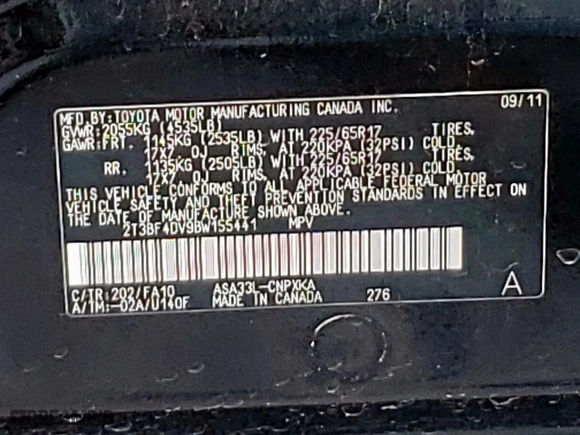 MFD.BY:TOYOTA MOTOR MANUFACTURING CANADA INC. 09/11
GVWR:2055KG (4535LB)
GAWR:FRT. 1145KG (2535LB) WITH 225/65R17 TIRES,
17X7 OJ RIMS, AT 220KPA (32PSI) COLD
RR. 1135KG (2505LB) WITH 225/65R17 TIRES,
17X7 OJ RIMS, AT 220KPA (32PSI) COLD.
THIS VEHICLE CONFORMS TO ALL APPLICABLE FEDERAL MOTOR
VEHICLE SAFETY AND THEFT PREVENTION STANDARDS IN EFFECT ON
THE DATE OF MANUFACTURE SHOWN ABOVE.
2T3BF4DV9BW155441 MPV
C/TR:202/FA10 ASA33L-CNPXKA A
A/TM:-02A/U140F MADE IN CANADA 276